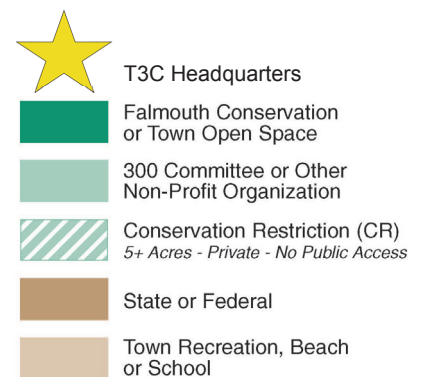 T3C Headquarters
Falmouth Conservation
or Town Open Space
300 Committee or Other
Non-Profit Organization
Conservation Restriction (CR)
5+ Acres - Private - No Public Access
State or Federal
Town Recreation, Beach
or School